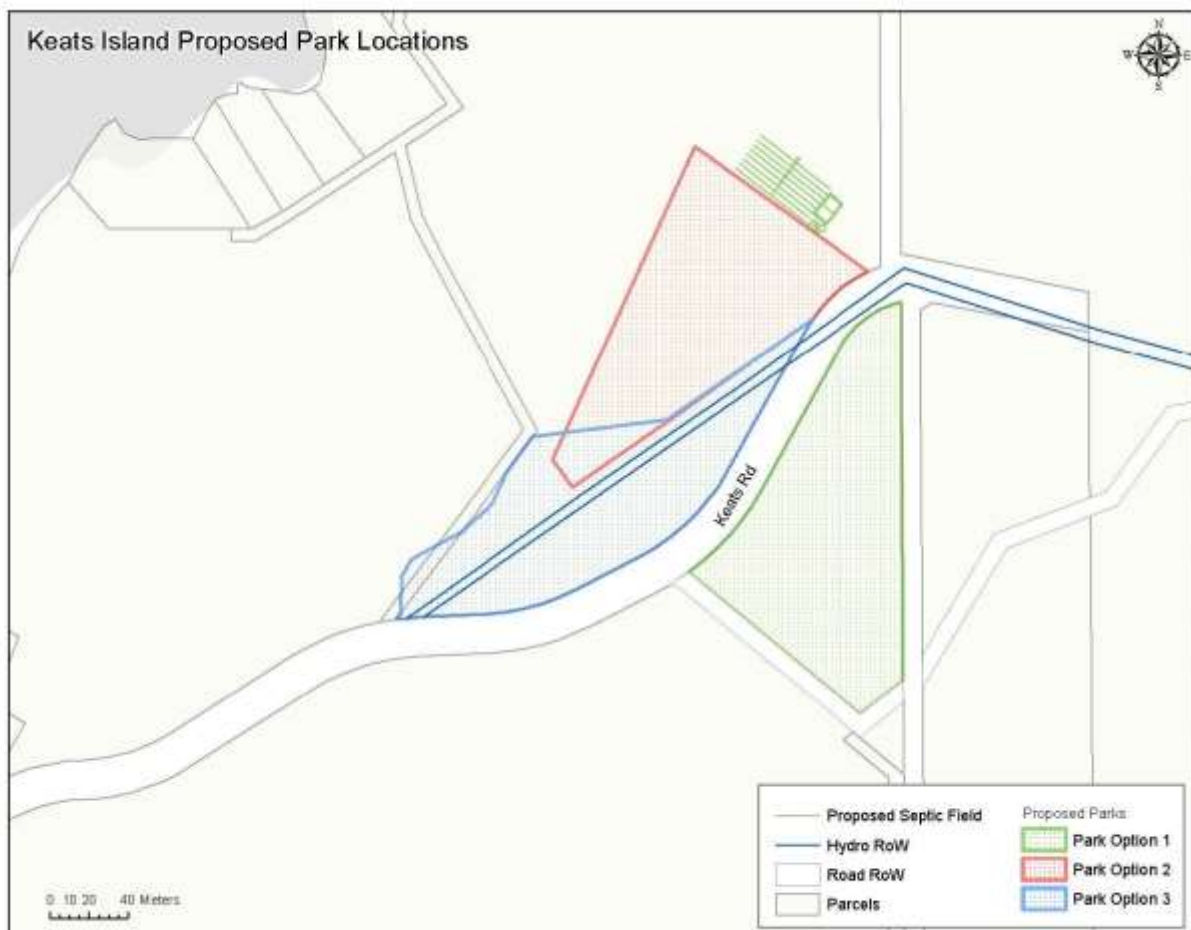 Keats Island Proposed Park Locations
N
W E
S
Keats Rd
Proposed Septic Field
Hydro RoW
Road RoW
Parcels
Proposed Parks
Park Option 1
Park Option 2
Park Option 3
0 10 20 40 Meters